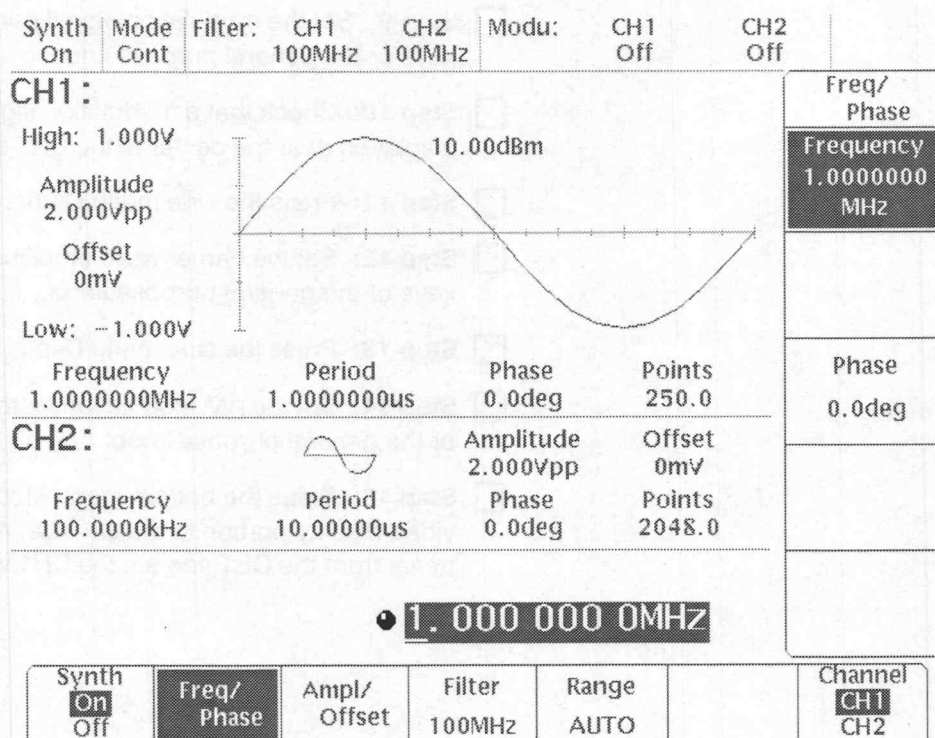 Synth Mode Filter: CH1 CH2 Modu: CH1 CH2
On Cont 100MHz 100MHz Off Off
CH1:
Freq/
Phase
High: 1.000V
10.00dBm
Frequency
1.0000000
MHz
Amplitude
2.000Vpp
Offset
0mV
Low: -1.000V
Frequency Period Phase Points
1.0000000MHz 1.0000000us 0.0deg 250.0
Phase
0.0deg
CH2:
Amplitude Offset
2.000Vpp 0mV
Frequency Period Phase Points
100.0000kHz 10.00000us 0.0deg 2048.0
1. 000 000 0MHz
Synth
On
Off
Freq/
Phase
Ampl/
Offset
Filter
100MHz
Range
AUTO
Channel
CH1
CH2